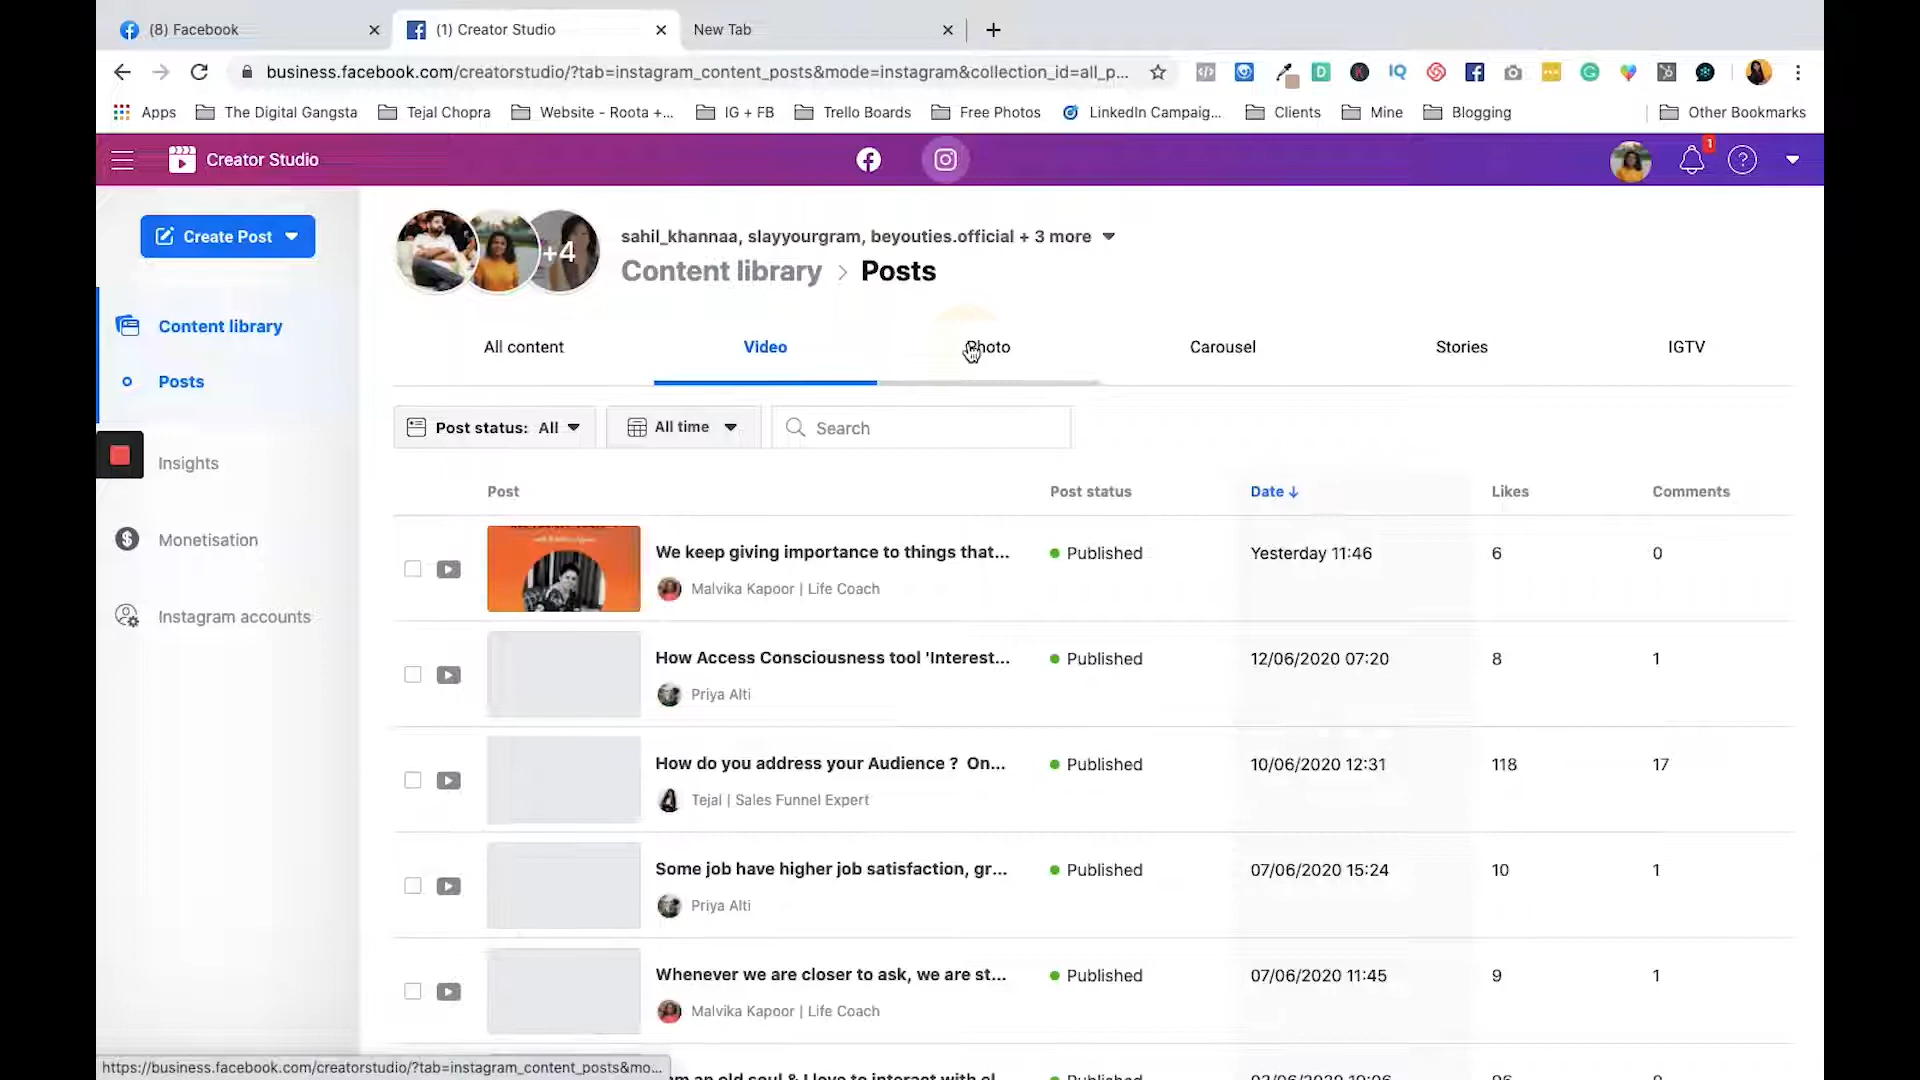 (8) Facebook
(1) Creator Studio
New Tab
business.facebook.com/creatorstudio/?tab=instagram_content_posts&mode=instagram&collection_id=all_p...
Apps
The Digital Gangsta
Tejal Chopra
Website - Roota +...
IG + FB
Trello Boards
Free Photos
LinkedIn Campaig...
Clients
Mine
Blogging
Other Bookmarks
Creator Studio
1
Create Post
+4
sahil_khannaa, slayyourgram, beyouties.official + 3 more
Content library > Posts
Content library
Posts
Insights
Monetisation
Instagram accounts
All content
Video
Photo
Carousel
Stories
IGTV
Post status: All
All time
Search
Post
Post status
Date ↓
Likes
Comments
We keep giving importance to things that...
Malvika Kapoor | Life Coach
Published
Yesterday 11:46
6
0
How Access Consciousness tool 'Interest...
Priya Alti
Published
12/06/2020 07:20
8
1
How do you address your Audience ? On...
Tejal | Sales Funnel Expert
Published
10/06/2020 12:31
118
17
Some job have higher job satisfaction, gr...
Priya Alti
Published
07/06/2020 15:24
10
1
Whenever we are closer to ask, we are st...
Malvika Kapoor | Life Coach
Published
07/06/2020 11:45
9
1
https://business.facebook.com/creatorstudio/?tab=instagram_content_posts&mo...
an old soul & I love to interact with
Published